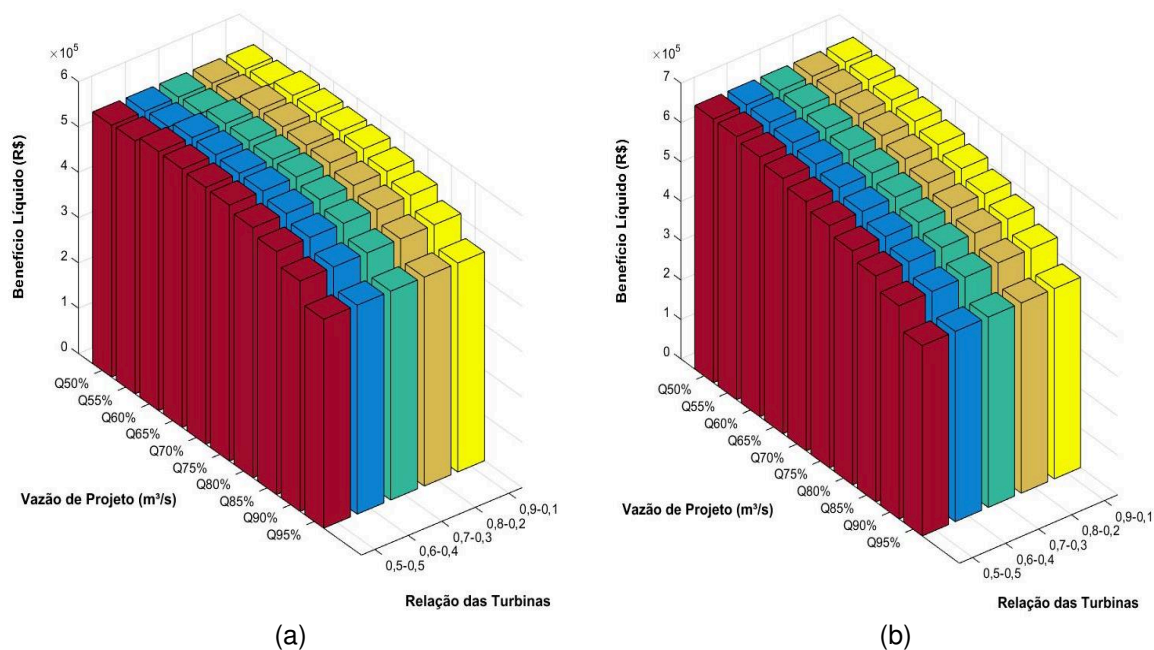 ×10⁵
6
5
4
3
2
1
0
Benefício Líquido (R$)
Q50%
Q55%
Q60%
Q65%
Q70%
Q75%
Q80%
Q85%
Q90%
Q95%
Vazão de Projeto (m³/s)
0,9-0,1
0,8-0,2
0,7-0,3
0,6-0,4
0,5-0,5
Relação das Turbinas
(a)
×10⁵
7
6
5
4
3
2
1
0
Benefício Líquido (R$)
Q50%
Q55%
Q60%
Q65%
Q70%
Q75%
Q80%
Q85%
Q90%
Q95%
Vazão de Projeto (m³/s)
0,9-0,1
0,8-0,2
0,7-0,3
0,6-0,4
0,5-0,5
Relação das Turbinas
(b)